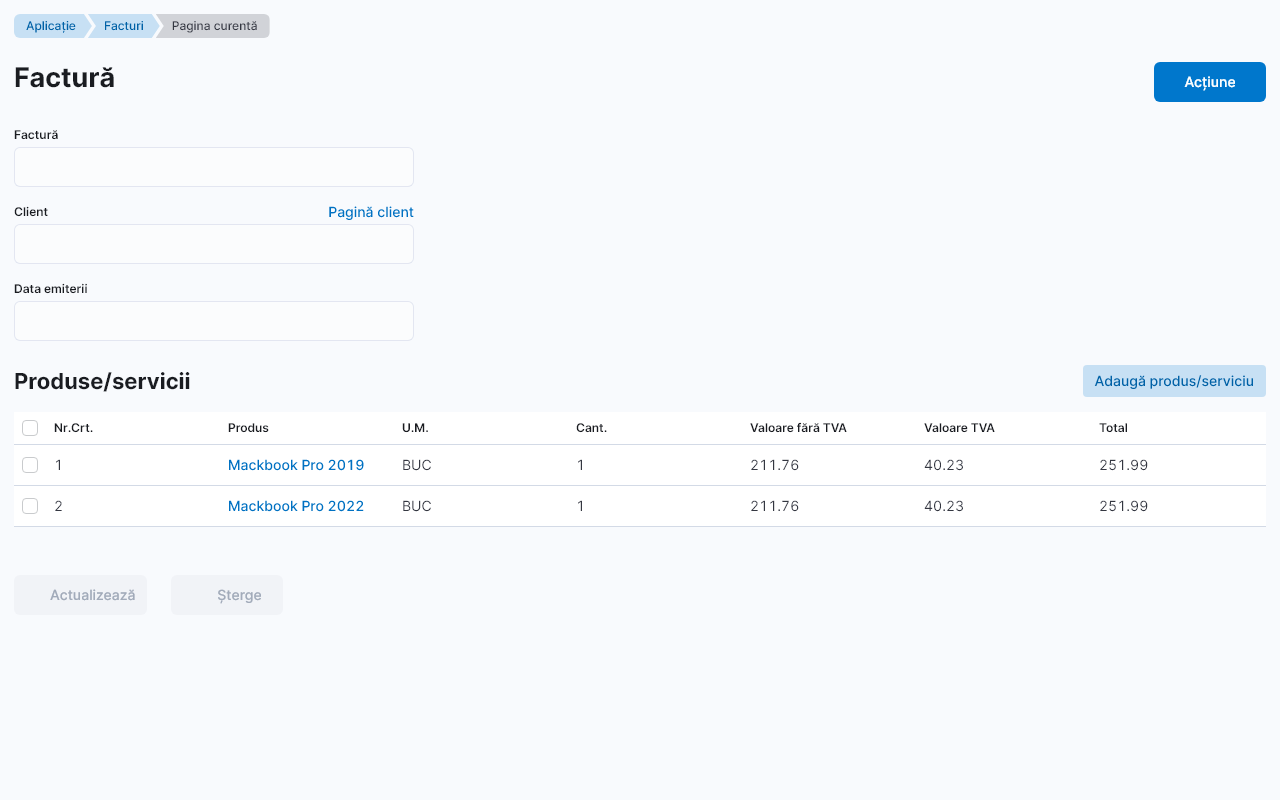 Aplicație Facturi Pagina curentă
Factură
Acțiune
Factură
Client Pagină client
Data emiterii
Produse/servicii
Adaugă produs/serviciu
Nr.Crt. Produs U.M. Cant. Valoare fără TVA Valoare TVA Total
1 Mackbook Pro 2019 BUC 1 211.76 40.23 251.99
2 Mackbook Pro 2022 BUC 1 211.76 40.23 251.99
Actualizează Șterge